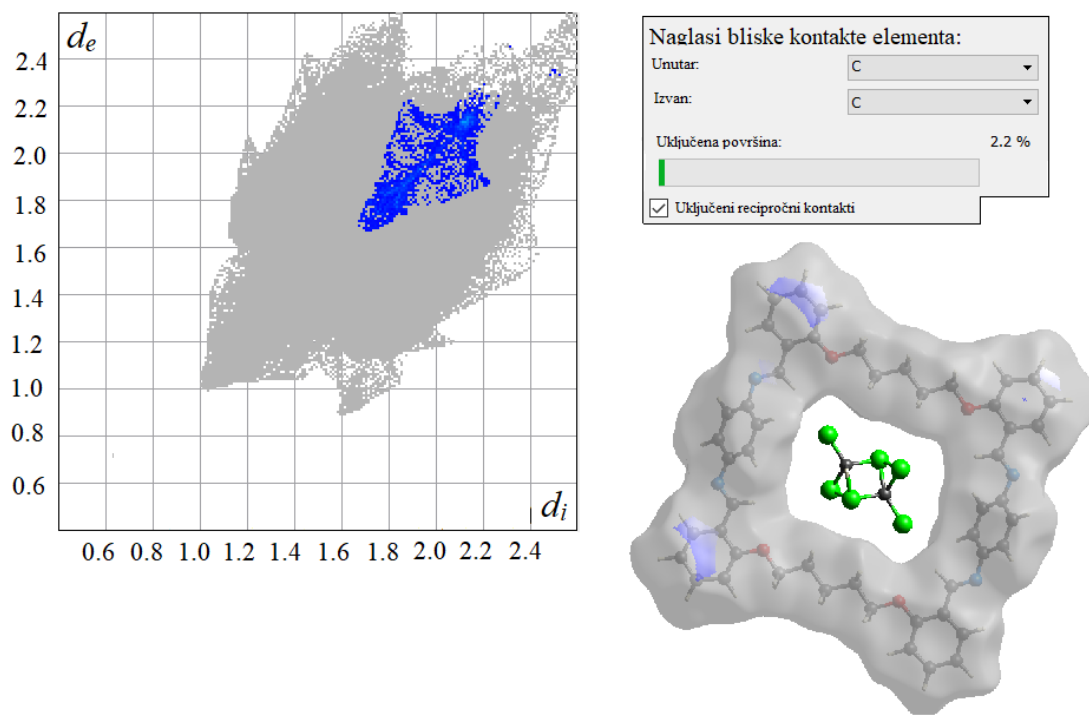 dₑ
2.4
2.2
2.0
1.8
1.6
1.4
1.2
1.0
0.8
0.6
dᵢ
0.6 0.8 1.0 1.2 1.4 1.6 1.8 2.0 2.2 2.4
Naglasi bliske kontakte elementa:
Unutar: C
Izvan: C
Uključena površina: 2.2 %
Uključeni recipročni kontakti